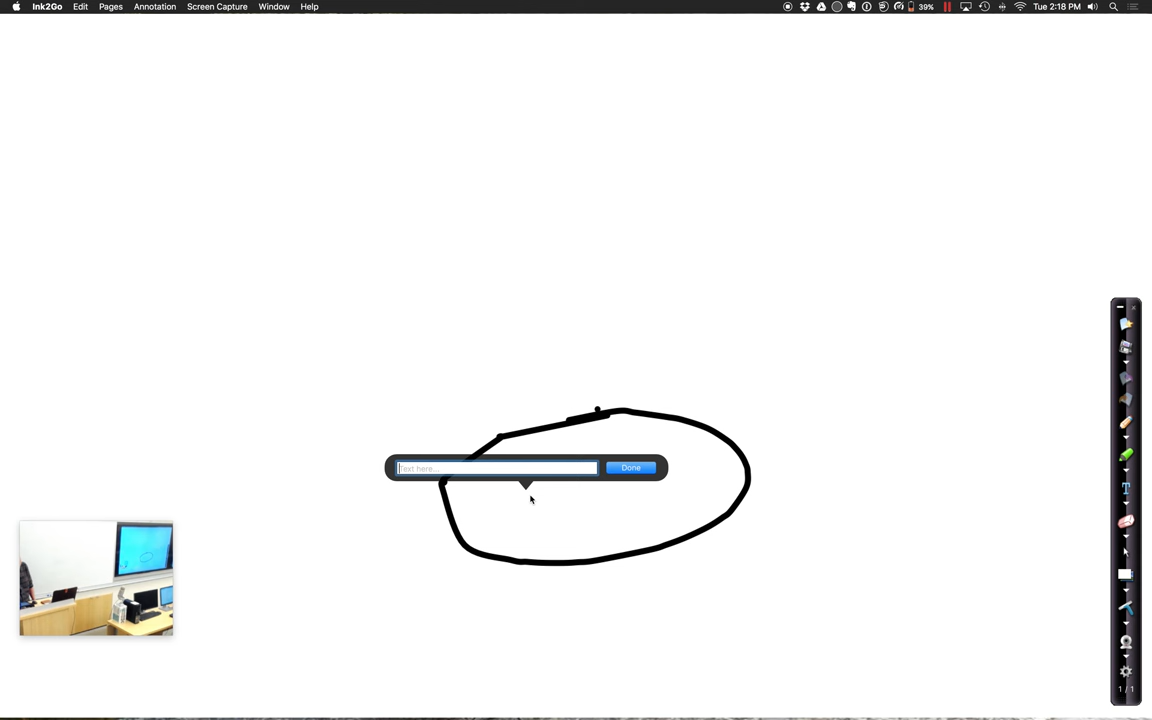 Ink2Go Edit Pages Annotation Screen Capture Window Help 39% Tue 2:18 PM
Text here... Done
T
1 / 1